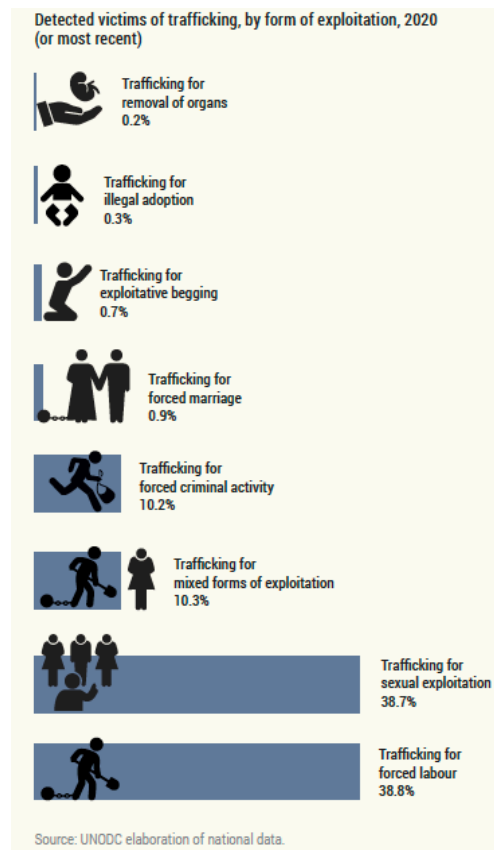 Detected victims of trafficking, by form of exploitation, 2020
(or most recent)
Trafficking for
removal of organs
0.2%
Trafficking for
illegal adoption
0.3%
Trafficking for
exploitative begging
0.7%
Trafficking for
forced marriage
0.9%
Trafficking for
forced criminal activity
10.2%
Trafficking for
mixed forms of exploitation
10.3%
Trafficking for
sexual exploitation
38.7%
Trafficking for
forced labour
38.8%
Source: UNODC elaboration of national data.